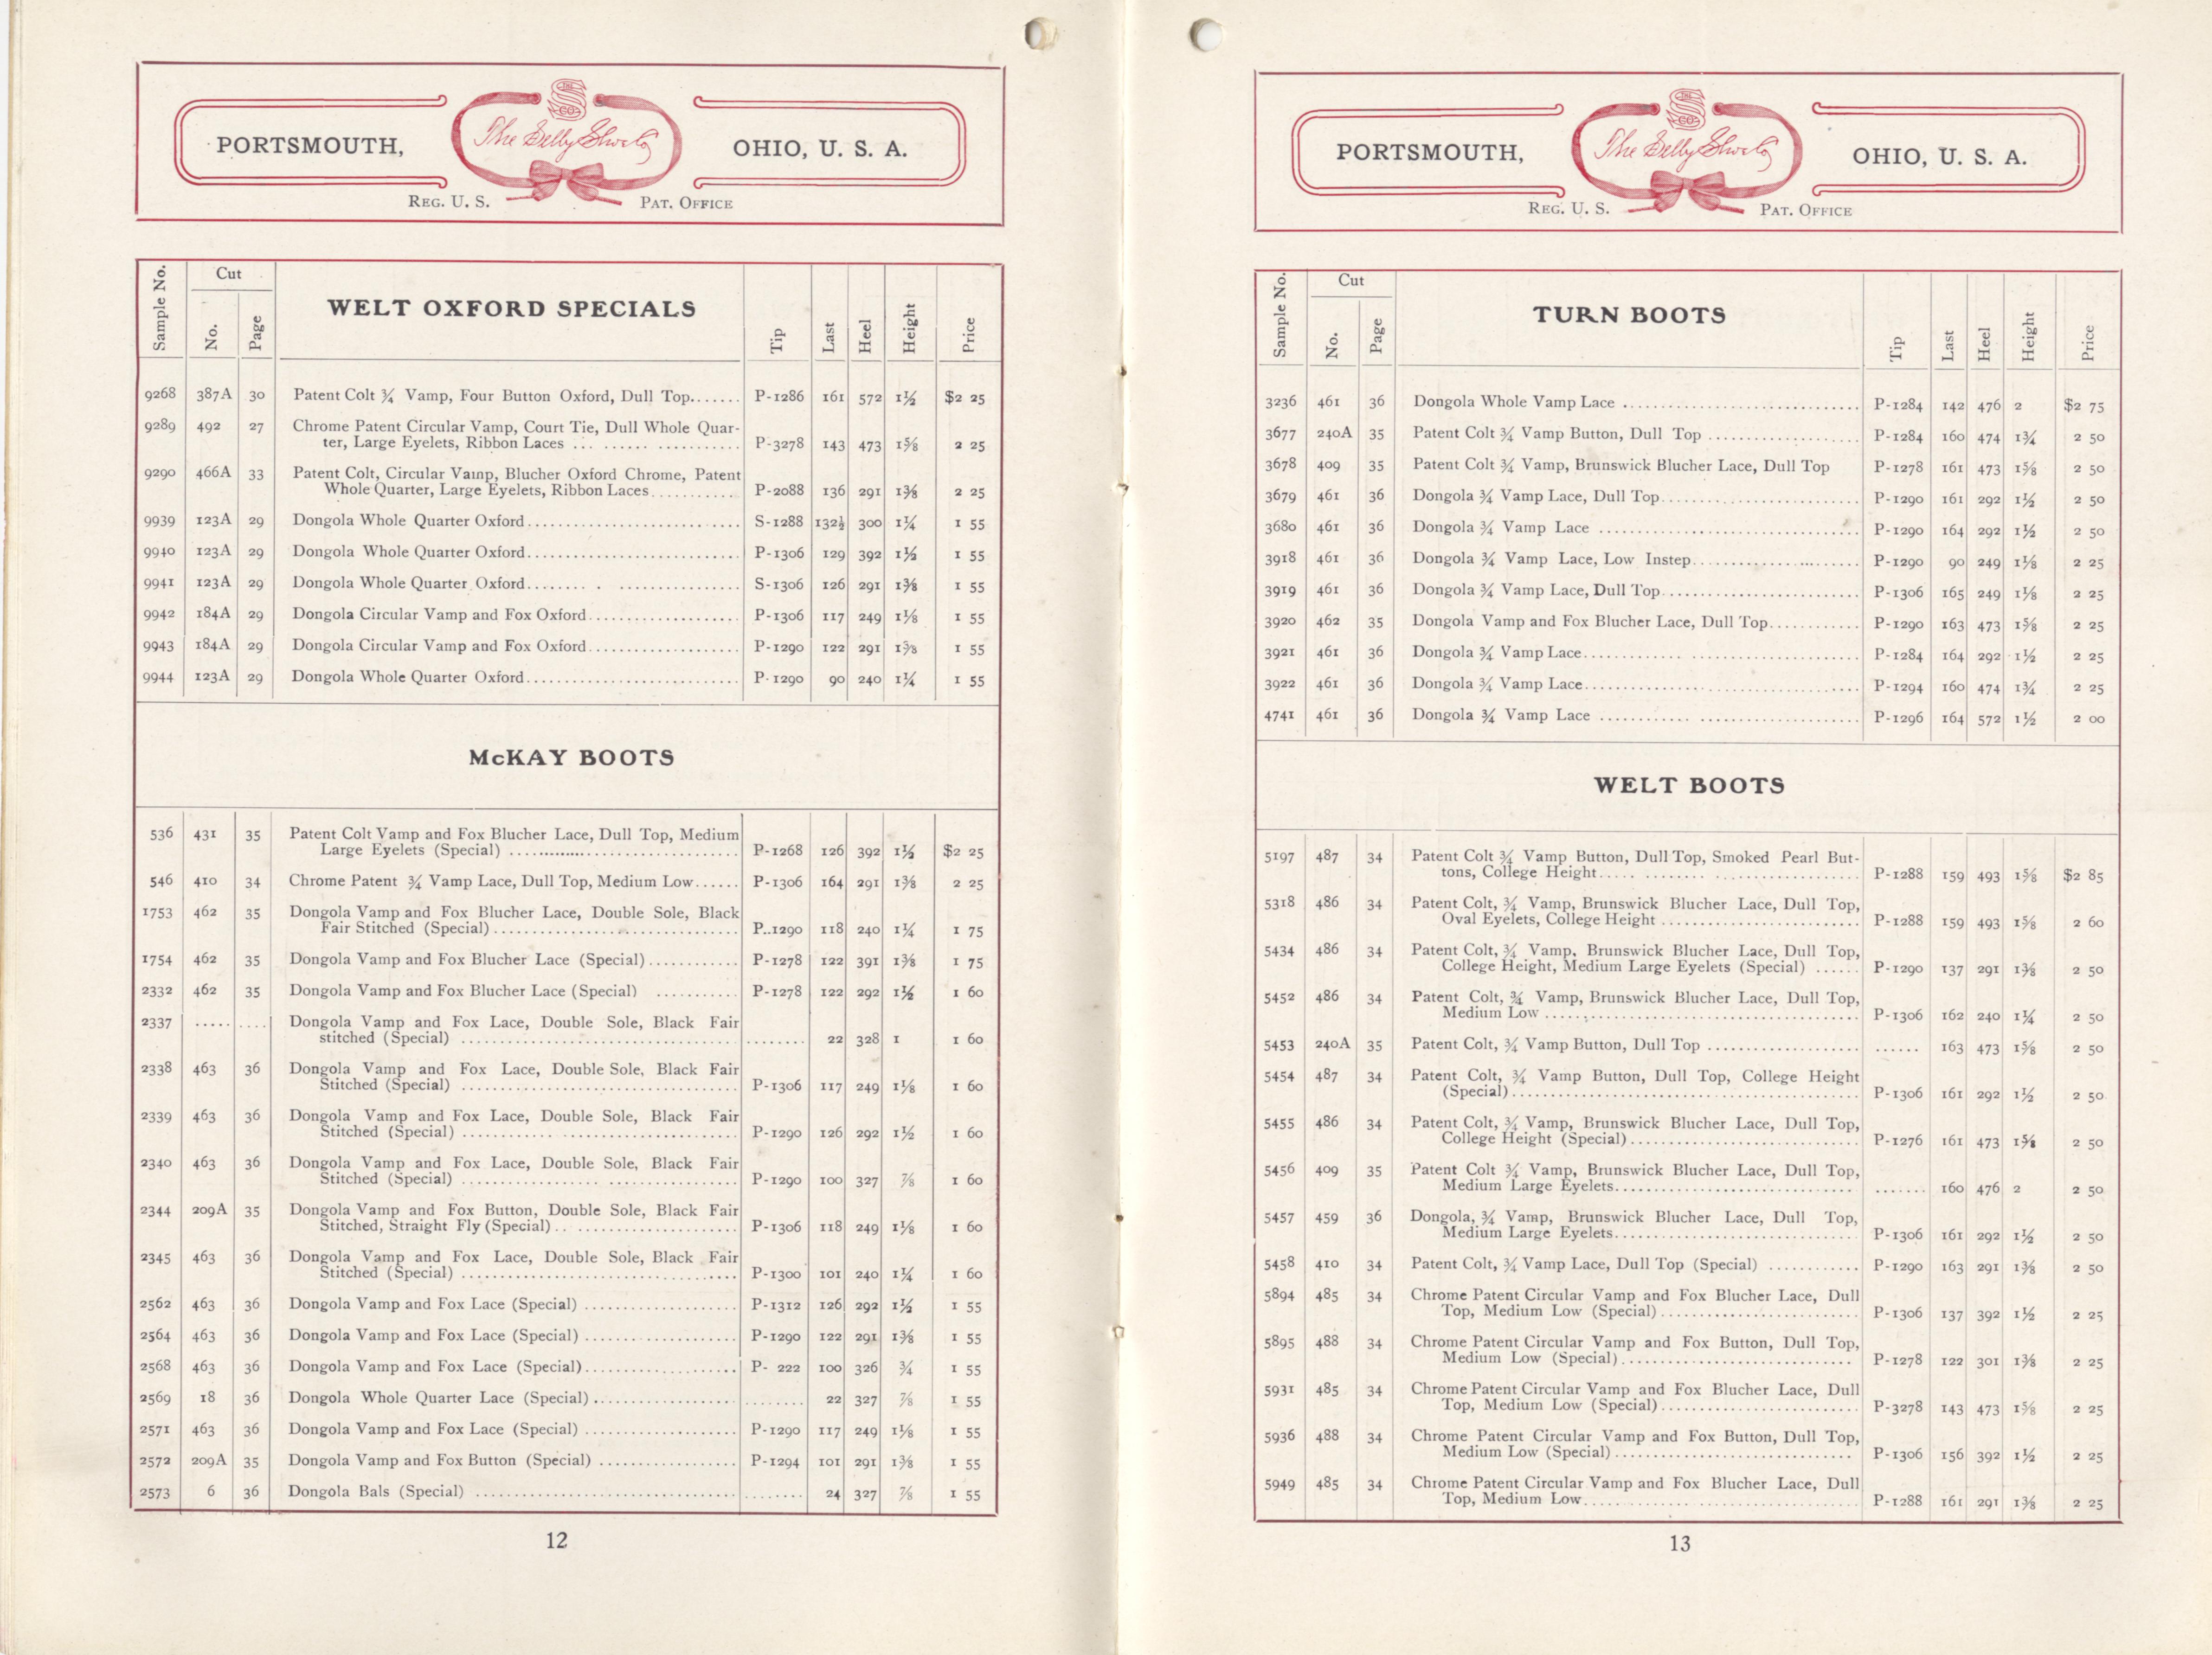 PORTSMOUTH,
THE S CO.
The Selby Shoe Co
OHIO, U. S. A.
REG. U. S. PAT. OFFICE
Sample No. Cut No. Page WELT OXFORD SPECIALS Tip Last Heel Height Price
9268 387A 30 Patent Colt ¾ Vamp, Four Button Oxford, Dull Top....... P-1286 161 572 1½ $2 25
9289 492 27 Chrome Patent Circular Vamp, Court Tie, Dull Whole Quar-
ter, Large Eyelets, Ribbon Laces ... ...... ........... P-3278 143 473 1⅝ 2 25
9290 466A 33 Patent Colt, Circular Vamp, Blucher Oxford Chrome, Patent
Whole Quarter, Large Eyelets, Ribbon Laces............ P-2088 136 291 1⅜ 2 25
9939 123A 29 Dongola Whole Quarter Oxford............................ S-1288 132½ 300 1¼ 1 55
9940 123A 29 Dongola Whole Quarter Oxford............................ P-1306 129 392 1½ 1 55
9941 123A 29 Dongola Whole Quarter Oxford........ . ................ S-1306 126 291 1⅜ 1 55
9942 184A 29 Dongola Circular Vamp and Fox Oxford.................... P-1306 117 249 1⅛ 1 55
9943 184A 29 Dongola Circular Vamp and Fox Oxford.................... P-1290 122 291 1⅜ 1 55
9944 123A 29 Dongola Whole Quarter Oxford............................ P-1290 90 240 1¼ 1 55
McKAY BOOTS
536 431 35 Patent Colt Vamp and Fox Blucher Lace, Dull Top, Medium
Large Eyelets (Special) .............................. P-1268 126 392 1½ $2 25
546 410 34 Chrome Patent ¾ Vamp Lace, Dull Top, Medium Low...... P-1306 164 291 1⅜ 2 25
1753 462 35 Dongola Vamp and Fox Blucher Lace, Double Sole, Black
Fair Stitched (Special)................................ P..1290 118 240 1¼ 1 75
1754 462 35 Dongola Vamp and Fox Blucher Lace (Special)............ P-1278 122 391 1⅜ 1 75
2332 462 35 Dongola Vamp and Fox Blucher Lace (Special) ........... P-1278 122 292 1½ 1 60
2337 ..... .... Dongola Vamp and Fox Lace, Double Sole, Black Fair
stitched (Special) .................................... ........ 22 328 1 1 60
2338 463 36 Dongola Vamp and Fox Lace, Double Sole, Black Fair
Stitched (Special) .................................... P-1306 117 249 1⅛ 1 60
2339 463 36 Dongola Vamp and Fox Lace, Double Sole, Black Fair
Stitched (Special) .................................... P-1290 126 292 1½ 1 60
2340 463 36 Dongola Vamp and Fox Lace, Double Sole, Black Fair
Stitched (Special) .................................... P-1290 100 327 ⅞ 1 60
2344 209A 35 Dongola Vamp and Fox Button, Double Sole, Black Fair
Stitched, Straight Fly (Special).. ..................... P-1306 118 249 1⅛ 1 60
2345 463 36 Dongola Vamp and Fox Lace, Double Sole, Black Fair
Stitched (Special) .................................... P-1300 101 240 1¼ 1 60
2562 463 36 Dongola Vamp and Fox Lace (Special) .................... P-1312 126 292 1½ 1 55
2564 463 36 Dongola Vamp and Fox Lace (Special) .................... P-1290 122 291 1⅜ 1 55
2568 463 36 Dongola Vamp and Fox Lace (Special).................... P- 222 100 326 ¾ 1 55
2569 18 36 Dongola Whole Quarter Lace (Special)................... ........ 22 327 ⅞ 1 55
2571 463 36 Dongola Vamp and Fox Lace (Special) .................... P-1290 117 249 1⅛ 1 55
2572 209A 35 Dongola Vamp and Fox Button (Special) .................. P-1294 101 291 1⅜ 1 55
2573 6 36 Dongola Bals (Special) .................................. ........ 24 327 ⅞ 1 55
12
PORTSMOUTH,
THE S CO.
The Selby Shoe Co
OHIO, U. S. A.
REG. U. S. PAT. OFFICE
Sample No. Cut No. Page TURN BOOTS Tip Last Heel Height Price
3236 461 36 Dongola Whole Vamp Lace ............................... P-1284 142 476 2 $2 75
3677 240A 35 Patent Colt ¾ Vamp Button, Dull Top .................... P-1284 160 474 1¾ 2 50
3678 409 35 Patent Colt ¾ Vamp, Brunswick Blucher Lace, Dull Top P-1278 161 473 1⅝ 2 50
3679 461 36 Dongola ¾ Vamp Lace, Dull Top.......................... P-1290 161 292 1½ 2 50
3680 461 36 Dongola ¾ Vamp Lace .................................. P-1290 164 292 1½ 2 50
3918 461 36 Dongola ¾ Vamp Lace, Low Instep...................... P-1290 90 249 1⅛ 2 25
3919 461 36 Dongola ¾ Vamp Lace, Dull Top.......................... P-1306 165 249 1⅛ 2 25
3920 462 35 Dongola Vamp and Fox Blucher Lace, Dull Top............ P-1290 163 473 1⅝ 2 25
3921 461 36 Dongola ¾ Vamp Lace.................................... P-1284 164 292 1½ 2 25
3922 461 36 Dongola ¾ Vamp Lace.................................... P-1294 160 474 1¾ 2 25
4741 461 36 Dongola ¾ Vamp Lace ............ ..................... P-1296 164 572 1½ 2 00
WELT BOOTS
5197 487 34 Patent Colt ¾ Vamp Button, Dull Top, Smoked Pearl But-
tons, College Height..... ........ ................... P-1288 159 493 1⅝ $2 85
5318 486 34 Patent Colt, ¾ Vamp, Brunswick Blucher Lace, Dull Top,
Oval Eyelets, College Height .......................... P-1288 159 493 1⅝ 2 60
5434 486 34 Patent Colt, ¾ Vamp, Brunswick Blucher Lace, Dull Top,
College Height, Medium Large Eyelets (Special) ...... P-1290 137 291 1⅜ 2 50
5452 486 34 Patent Colt, ¾ Vamp, Brunswick Blucher Lace, Dull Top,
Medium Low ......................................... P-1306 162 240 1¼ 2 50
5453 240A 35 Patent Colt, ¾ Vamp Button, Dull Top .................... ...... 163 473 1⅝ 2 50
5454 487 34 Patent Colt, ¾ Vamp Button, Dull Top, College Height
(Special).............................................. P-1306 161 292 1½ 2 50
5455 486 34 Patent Colt, ¾ Vamp, Brunswick Blucher Lace, Dull Top,
College Height (Special).............................. P-1276 161 473 1⅝ 2 50
5456 409 35 Patent Colt ¾ Vamp, Brunswick Blucher Lace, Dull Top,
Medium Large Eyelets................................ ....... 160 476 2 2 50
5457 459 36 Dongola, ¾ Vamp, Brunswick Blucher Lace, Dull Top,
Medium Large Eyelets................................ P-1306 161 292 1½ 2 50
5458 410 34 Patent Colt, ¾ Vamp Lace, Dull Top (Special) ............ P-1290 163 291 1⅜ 2 50
5894 485 34 Chrome Patent Circular Vamp and Fox Blucher Lace, Dull
Top, Medium Low (Special).......................... P-1306 137 392 1½ 2 25
5895 488 34 Chrome Patent Circular Vamp and Fox Button, Dull Top,
Medium Low (Special)............................... P-1278 122 301 1⅜ 2 25
5931 485 34 Chrome Patent Circular Vamp and Fox Blucher Lace, Dull
Top, Medium Low (Special).......................... P-3278 143 473 1⅝ 2 25
5936 488 34 Chrome Patent Circular Vamp and Fox Button, Dull Top,
Medium Low (Special)............................... P-1306 156 392 1½ 2 25
5949 485 34 Chrome Patent Circular Vamp and Fox Blucher Lace, Dull
Top, Medium Low.................................... P-1288 161 291 1⅜ 2 25
13